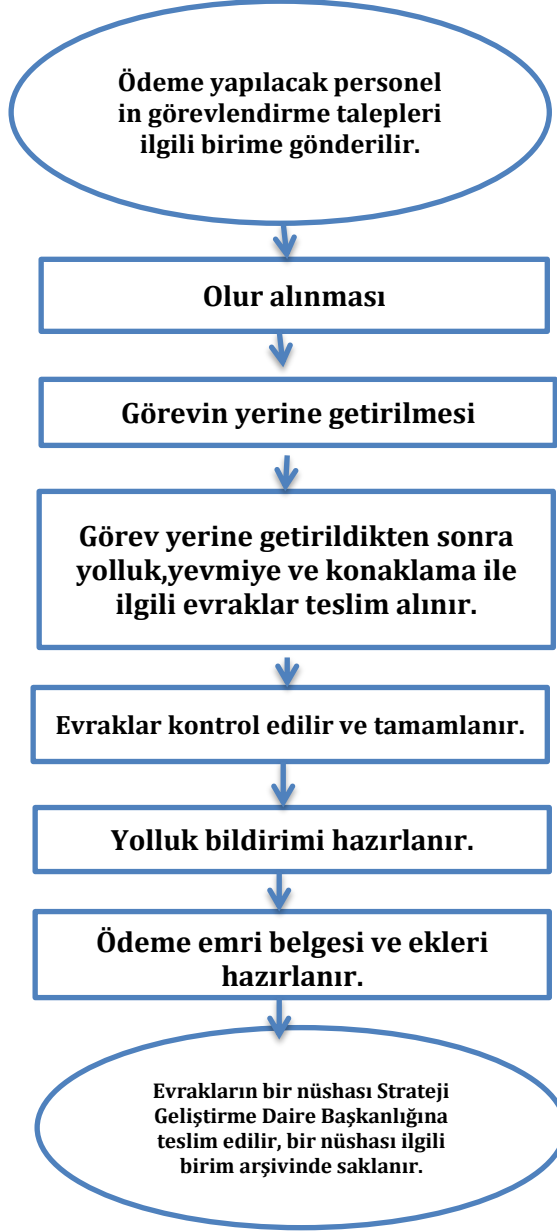 Ödeme yapılacak personel
in görevlendirme talepleri
ilgili birime gönderilir.
Olur alınması
Görevin yerine getirilmesi
Görev yerine getirildikten sonra
yolluk,yevmiye ve konaklama ile
ilgili evraklar teslim alınır.
Evraklar kontrol edilir ve tamamlanır.
Yolluk bildirimi hazırlanır.
Ödeme emri belgesi ve ekleri
hazırlanır.
Evrakların bir nüshası Strateji
Geliştirme Daire Başkanlığına
teslim edilir, bir nüshası ilgili
birim arşivinde saklanır.